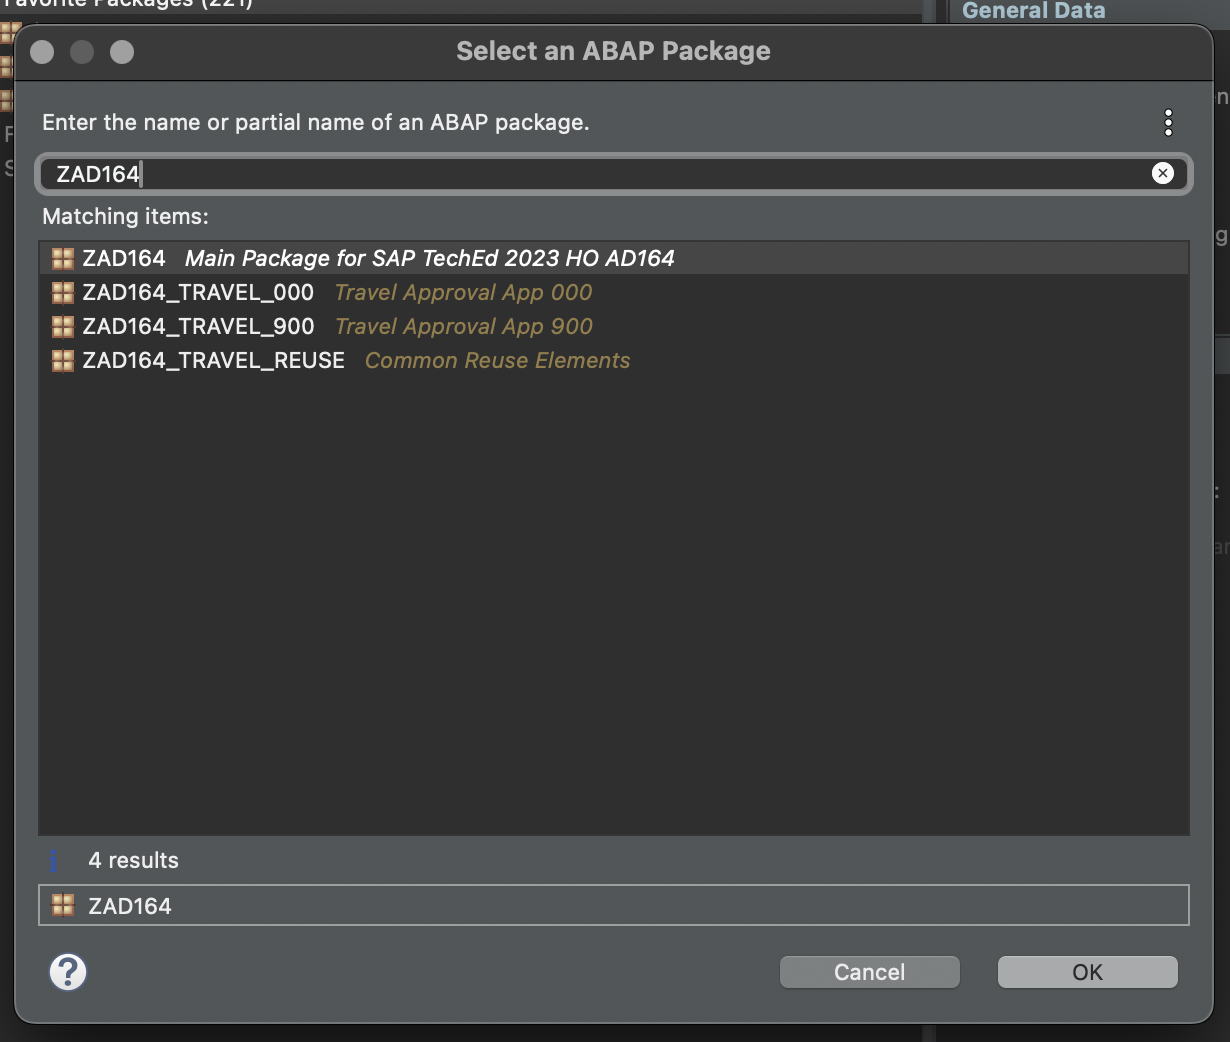 Favorite Packages (221)
General Data
Select an ABAP Package
Enter the name or partial name of an ABAP package.
ZAD164
Matching items:
ZAD164 Main Package for SAP TechEd 2023 HO AD164
ZAD164_TRAVEL_000 Travel Approval App 000
ZAD164_TRAVEL_900 Travel Approval App 900
ZAD164_TRAVEL_REUSE Common Reuse Elements
4 results
ZAD164
?
Cancel
OK